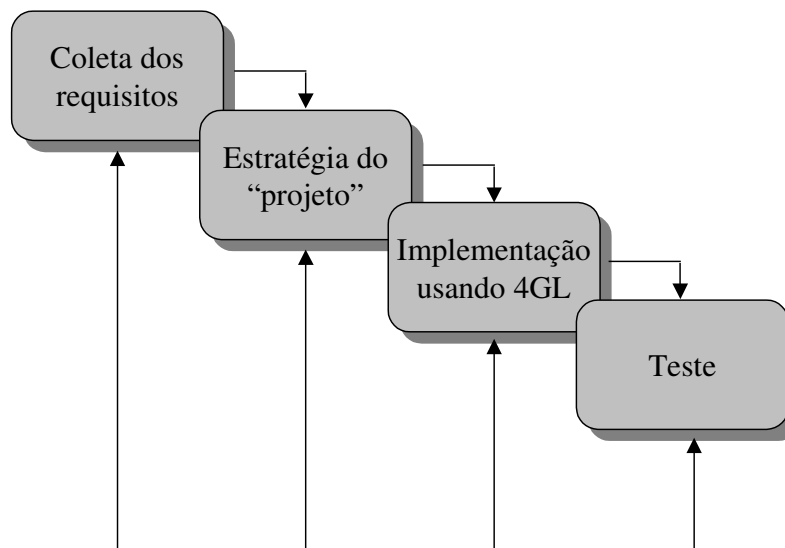 Coleta dos
requisitos
Estratégia do
“projeto”
Implementação
usando 4GL
Teste